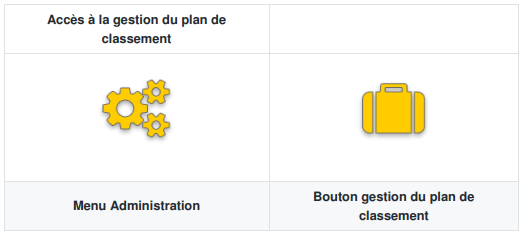 Accès à la gestion du plan de
classement
Menu Administration
Bouton gestion du plan de
classement